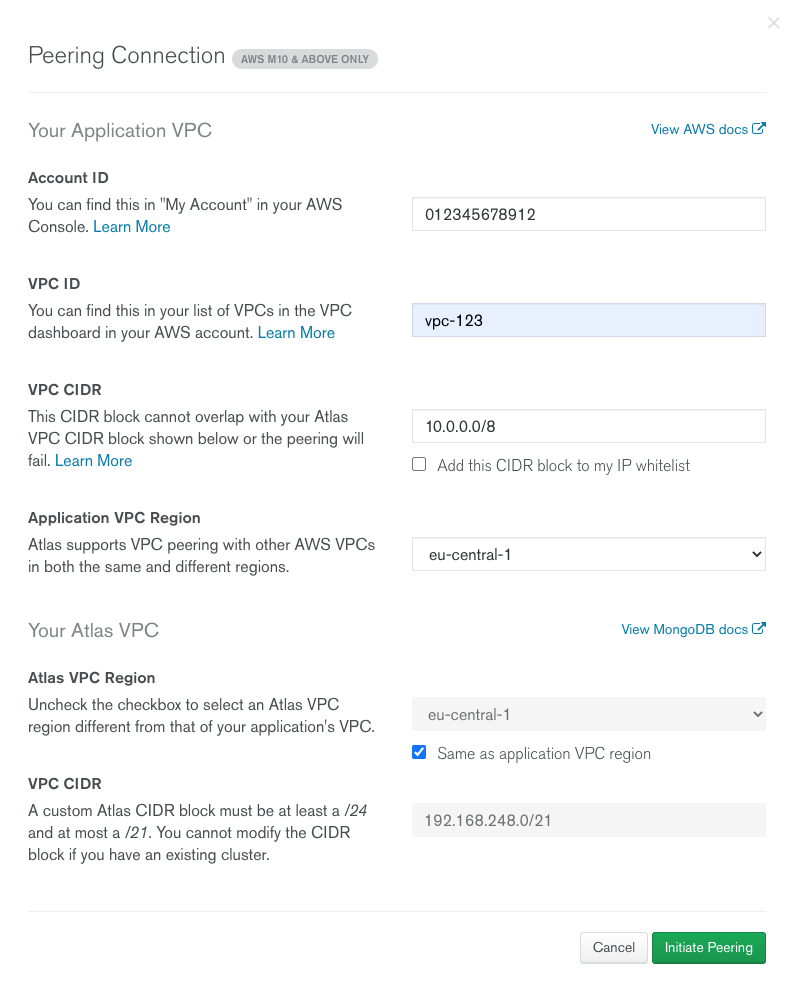 Peering Connection AWS M10 & ABOVE ONLY
Your Application VPC
View AWS docs
Account ID
You can find this in "My Account" in your AWS
Console. Learn More
012345678912
VPC ID
You can find this in your list of VPCs in the VPC
dashboard in your AWS account. Learn More
vpc-123
VPC CIDR
This CIDR block cannot overlap with your Atlas
VPC CIDR block shown below or the peering will
fail. Learn More
10.0.0.0/8
Add this CIDR block to my IP whitelist
Application VPC Region
Atlas supports VPC peering with other AWS VPCs
in both the same and different regions.
eu-central-1
Your Atlas VPC
View MongoDB docs
Atlas VPC Region
Uncheck the checkbox to select an Atlas VPC
region different from that of your application's VPC.
eu-central-1
Same as application VPC region
VPC CIDR
A custom Atlas CIDR block must be at least a /24
and at most a /21. You cannot modify the CIDR
block if you have an existing cluster.
192.168.248.0/21
Cancel
Initiate Peering